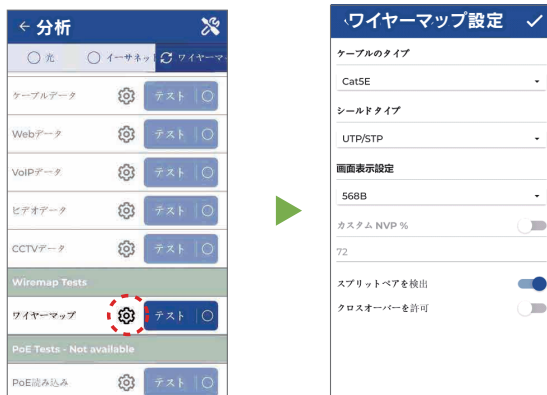 分析
光
イーサネッ
ワイヤーマ
ケーブルデータ
テスト
Webデータ
テスト
VoIPデータ
テスト
ビデオデータ
テスト
CCTVデータ
テスト
Wiremap Tests
ワイヤーマップ
テスト
PoE Tests - Not available
PoE読み込み
テスト
ワイヤーマップ設定
ケーブルのタイプ
Cat5E
シールドタイプ
UTP/STP
画面表示設定
568B
カスタム NVP %
72
スプリットペアを検出
クロスオーバーを許可